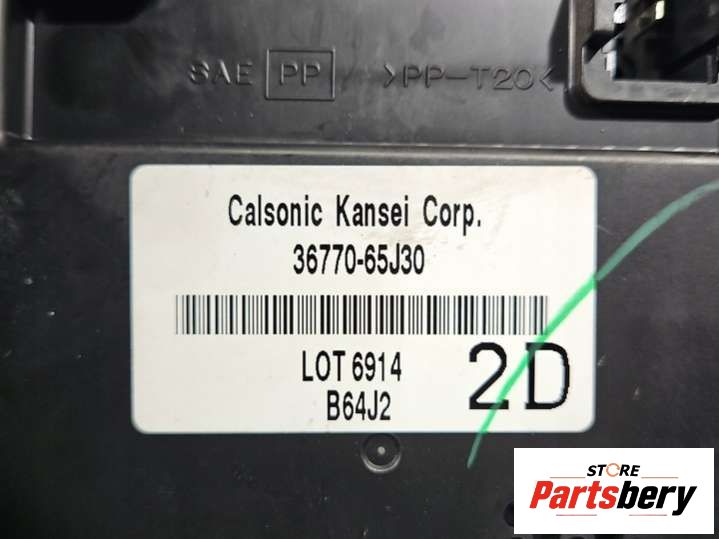 SAE PP >PP-T20<
Calsonic Kansei Corp.
36770-65J30
LOT 6914
2D
B64J2
STORE
Partsbery